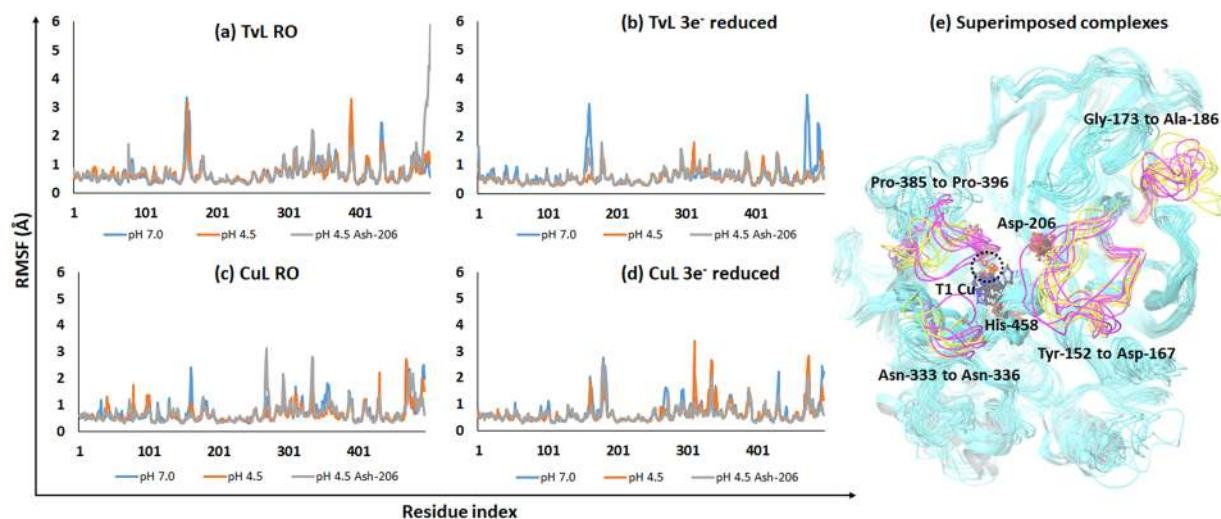 (a) TvL RO
6
5
4
3
2
1
0
1 101 201 301 401
pH 7.0 pH 4.5 pH 4.5 Ash-206
(b) TvL 3e⁻ reduced
6
5
4
3
2
1
0
1 101 201 301 401
pH 7.0 pH 4.5 pH 4.5 Ash-206
(c) CuL RO
6
5
4
3
2
1
0
1 101 201 301 401
pH 7.0 pH 4.5 pH 4.5 Ash-206
(d) CuL 3e⁻ reduced
6
5
4
3
2
1
0
1 101 201 301 401
pH 7.0 pH 4.5 pH 4.5 Ash-206
RMSF (Å)
Residue index
(e) Superimposed complexes
Gly-173 to Ala-186
Pro-385 to Pro-396
Asp-206
T1 Cu
His-458
Tyr-152 to Asp-167
Asn-333 to Asn-336